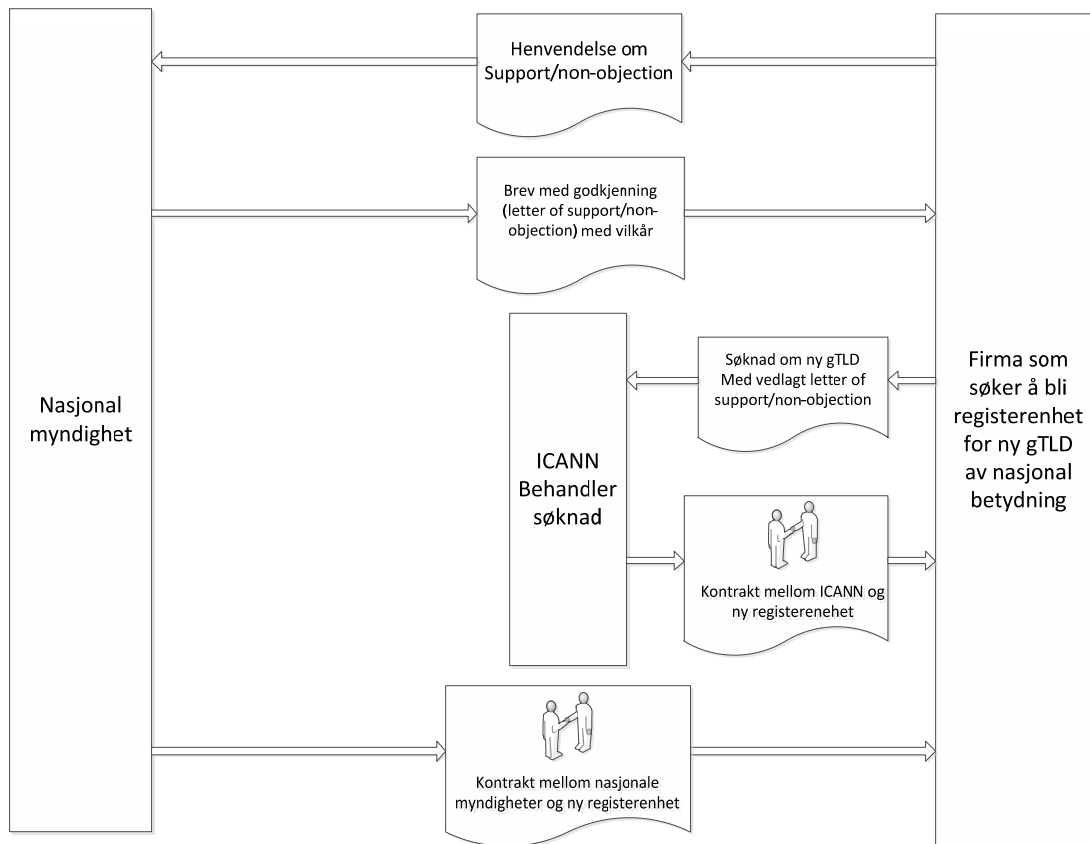 Henvendelse om
Support/non-objection
Brev med godkjenning
(letter of support/non-
objection) med vilkår
Nasjonal
myndighet
ICANN
Behandler
søknad
Søknad om ny gTLD
Med vedlagt letter of
support/non-objection
Firma som
søker å bli
registerenhet
for ny gTLD
av nasjonal
betydning
Kontrakt mellom ICANN og
ny registerenehet
Kontrakt mellom nasjonale
myndigheter og ny registerenhet